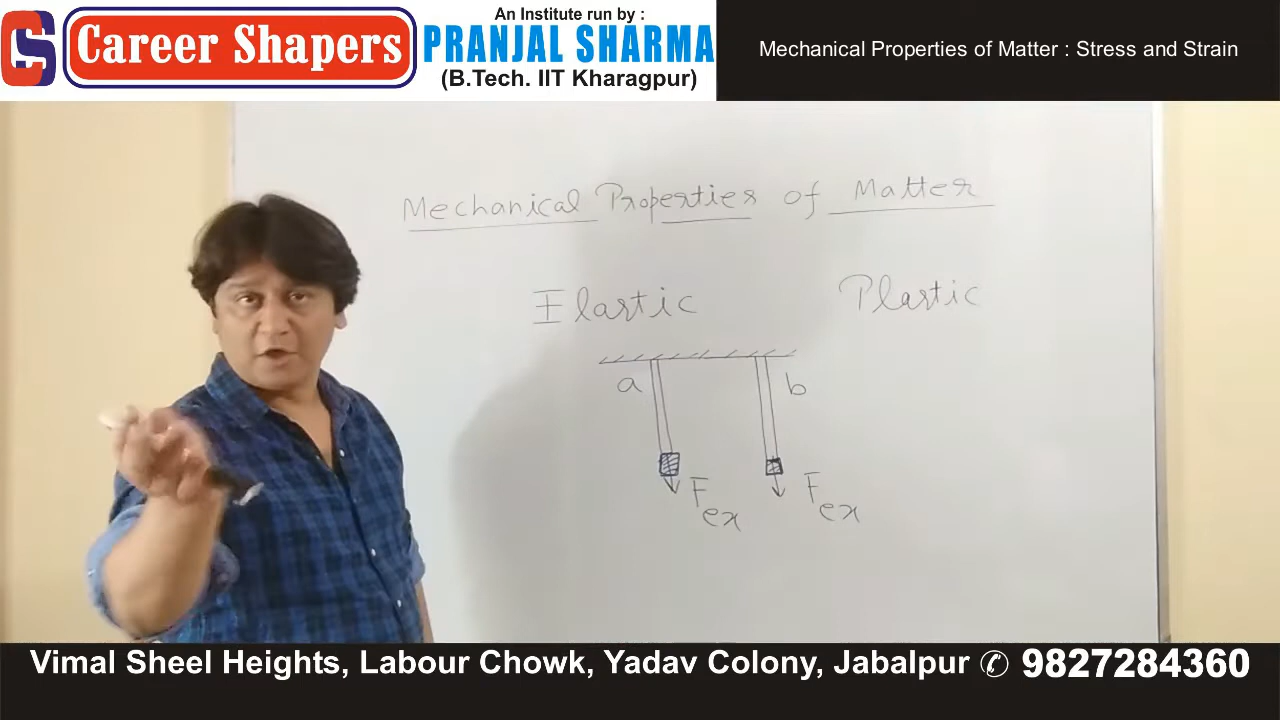 An Institute run by :
Career Shapers
PRANJAL SHARMA
(B.Tech. IIT Kharagpur)
Mechanical Properties of Matter : Stress and Strain
Mechanical Properties of Matter
Elastic Plastic
a b
Fex Fex
Vimal Sheel Heights, Labour Chowk, Yadav Colony, Jabalpur ✆ 9827284360